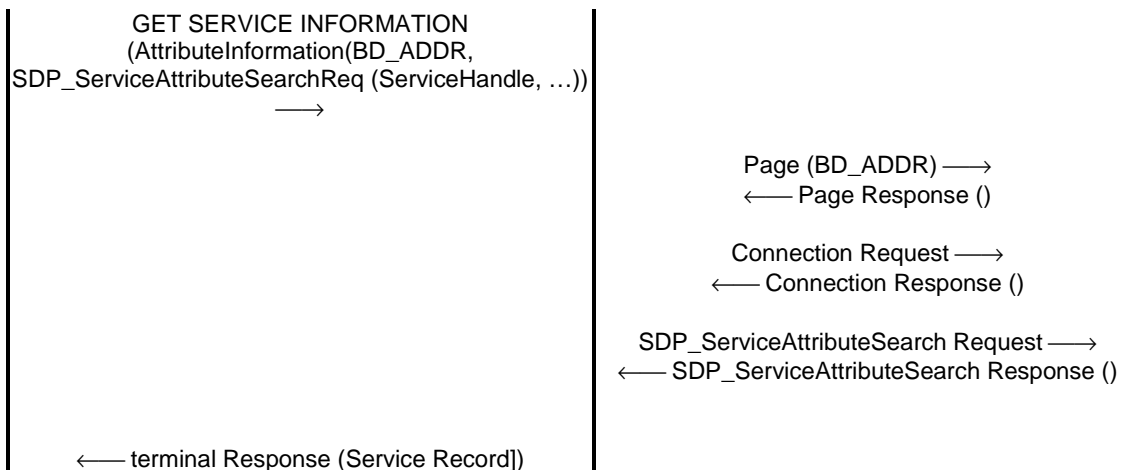 GET SERVICE INFORMATION
(AttributeInformation(BD_ADDR,
SDP_ServiceAttributeSearchReq (ServiceHandle, …))
⟶
Page (BD_ADDR) ⟶
⟵ Page Response ()
Connection Request ⟶
⟵ Connection Response ()
SDP_ServiceAttributeSearch Request ⟶
⟵ SDP_ServiceAttributeSearch Response ()
⟵ terminal Response (Service Record])